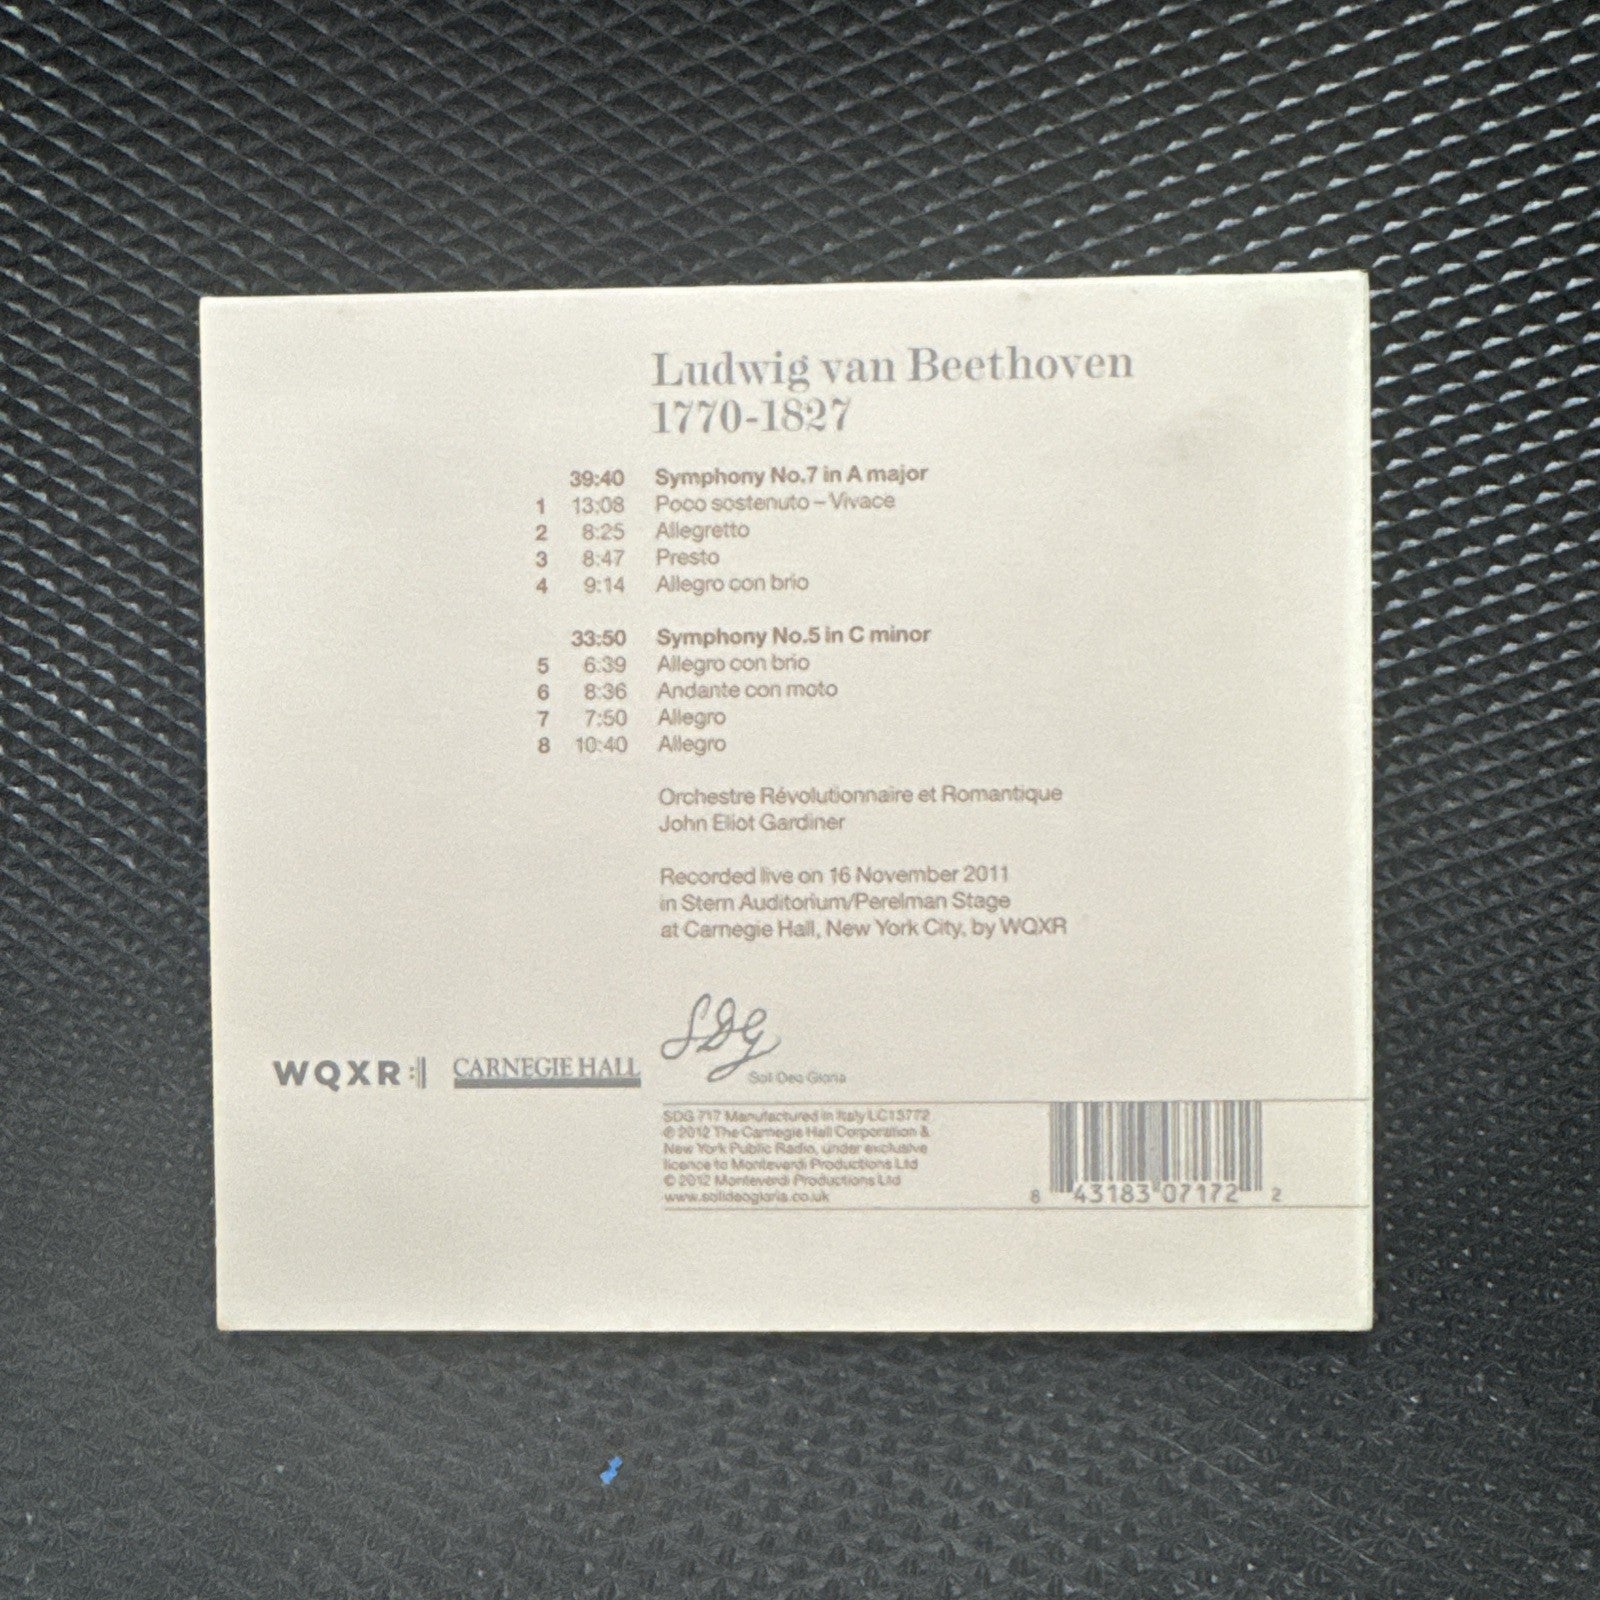 Ludwig van Beethoven
1770-1827
39:40 Symphony No.7 in A major
1 13:08 Poco sostenuto – Vivace
2 8:25 Allegretto
3 8:47 Presto
4 9:14 Allegro con brio
33:50 Symphony No.5 in C minor
5 6:39 Allegro con brio
6 8:36 Andante con moto
7 7:50 Allegro
8 10:40 Allegro
Orchestre Révolutionnaire et Romantique
John Eliot Gardiner
Recorded live on 16 November 2011
in Stern Auditorium/Perelman Stage
at Carnegie Hall, New York City, by WQXR
SDG
Soli Deo Gloria
WQXR CARNEGIE HALL
SDG 717 Manufactured in Italy LC13772
℗ 2012 The Carnegie Hall Corporation &
New York Public Radio, under exclusive
licence to Monteverdi Productions Ltd
© 2012 Monteverdi Productions Ltd
www.solideogloria.co.uk
8 43183 07172 2